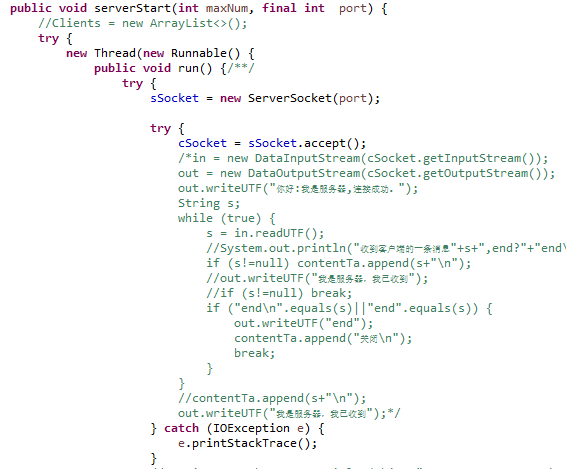 public void serverStart(int maxNum, final int  port) {
//Clients = new ArrayList<>();
try {
new Thread(new Runnable() {
public void run() {/**/
try {
sSocket = new ServerSocket(port);
try {
cSocket = sSocket.accept();
/*in = new DataInputStream(cSocket.getInputStream());
out = new DataOutputStream(cSocket.getOutputStream());
out.writeUTF("你好:我是服务器,连接成功。");
String s;
while (true) {
s = in.readUTF();
//System.out.println("收到客户端的一条消息"+s+",end?"+"end\
if (s!=null) contentTa.append(s+"\n");
//out.writeUTF("我是服务器，我已收到");
//if (s!=null) break;
if ("end\n".equals(s)||"end".equals(s)) {
out.writeUTF("end");
contentTa.append("关闭\n");
break;
}
}
//contentTa.append(s+"\n");
out.writeUTF("我是服务器，我已收到");*/
} catch (IOException e) {
e.printStackTrace();
}